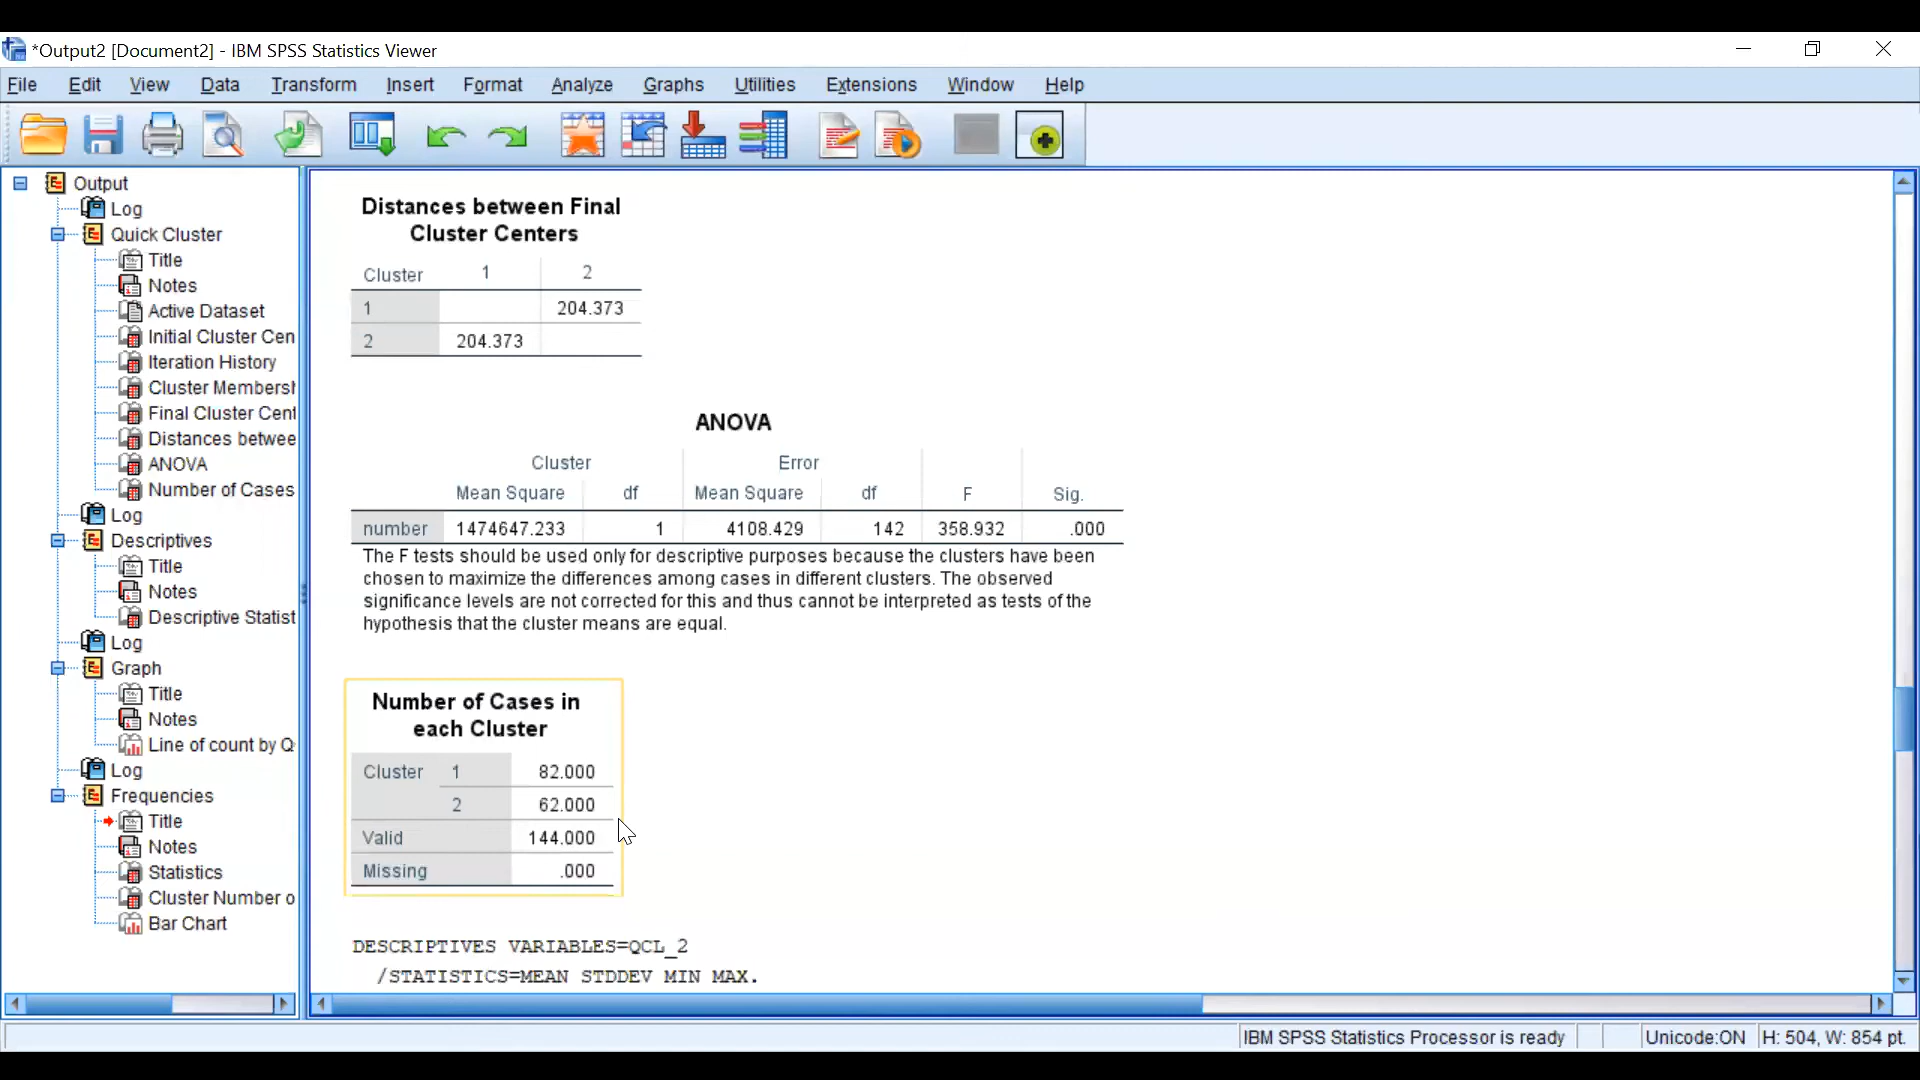 *Output2 [Document2] - IBM SPSS Statistics Viewer
File Edit View Data Transform Insert Format Analyze Graphs Utilities Extensions Window Help
Output
Log
Quick Cluster
Title
Notes
Active Dataset
Initial Cluster Cen
Iteration History
Cluster Membersh
Final Cluster Cent
Distances betwee
ANOVA
Number of Cases
Log
Descriptives
Title
Notes
Descriptive Statist
Log
Graph
Title
Notes
Line of count by Q
Log
Frequencies
Title
Notes
Statistics
Cluster Number o
Bar Chart
Distances between Final
Cluster Centers
Cluster 1 2
1 204.373
2 204.373
ANOVA
Cluster Error
Mean Square df Mean Square df F Sig.
number 1474647.233 1 4108.429 142 358.932 .000
The F tests should be used only for descriptive purposes because the clusters have been
chosen to maximize the differences among cases in different clusters. The observed
significance levels are not corrected for this and thus cannot be interpreted as tests of the
hypothesis that the cluster means are equal.
Number of Cases in
each Cluster
Cluster 1 82.000
2 62.000
Valid 144.000
Missing .000
DESCRIPTIVES VARIABLES=QCL_2
/STATISTICS=MEAN STDDEV MIN MAX.
IBM SPSS Statistics Processor is ready Unicode:ON H: 504, W: 854 pt.